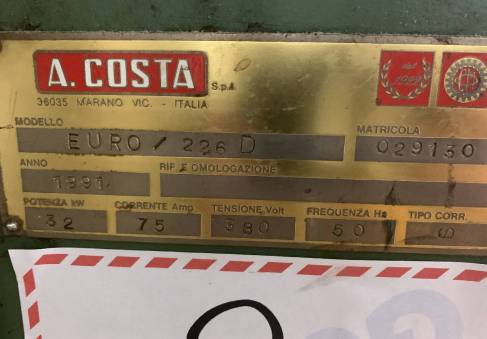 A. COSTA S.p.A.
36035 MARANO VIC. - ITALIA
MODELLO MATRICOLA
EURO / 226 D 029130
ANNO RIF. E OMOLOGAZIONE
1991
POTENZA kW CORRENTE Amp TENSIONE Volt FREQUENZA Hz TIPO CORR.
32 75 380 50 S